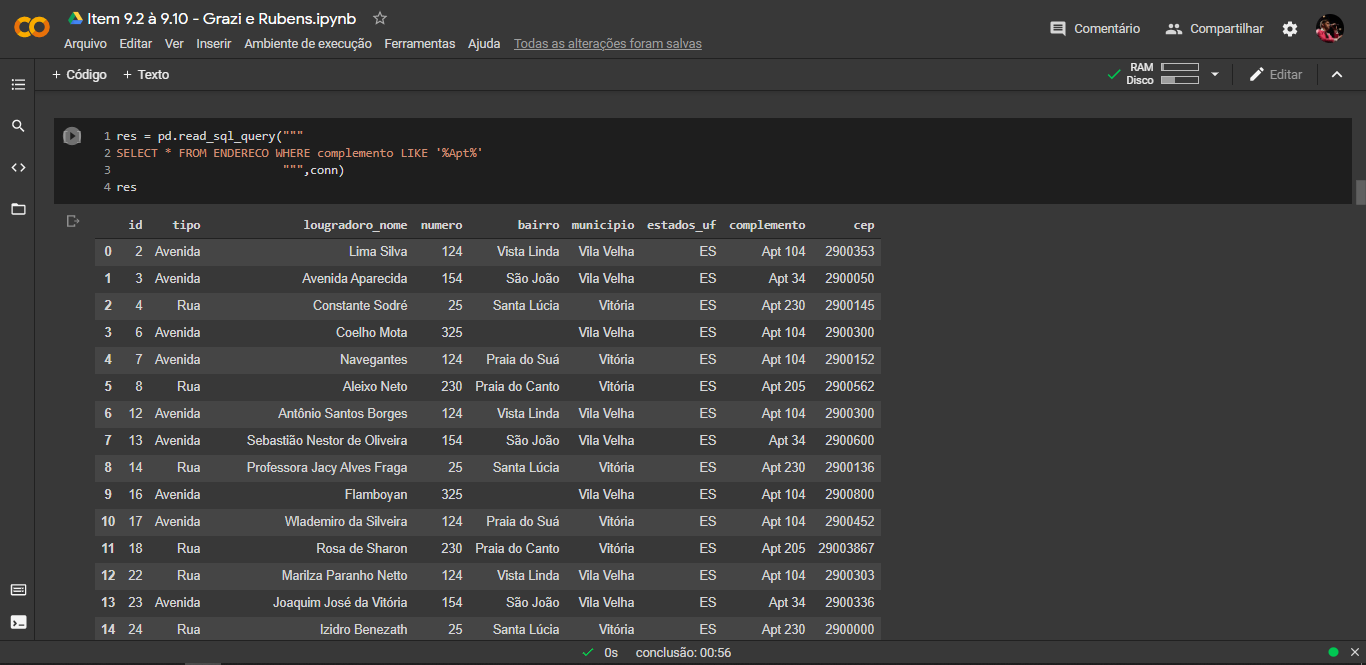 Item 9.2 à 9.10 - Grazi e Rubens.ipynb
Arquivo Editar Ver Inserir Ambiente de execução Ferramentas Ajuda Todas as alterações foram salvas
Comentário Compartilhar
+ Código + Texto
RAM
Disco
Editar
1 res = pd.read_sql_query("""
2 SELECT * FROM ENDERECO WHERE complemento LIKE '%Apt%'
3 """,conn)
4 res
id tipo lougradoro_nome numero bairro municipio estados_uf complemento cep
0 2 Avenida Lima Silva 124 Vista Linda Vila Velha ES Apt 104 2900353
1 3 Avenida Avenida Aparecida 154 São João Vila Velha ES Apt 34 2900050
2 4 Rua Constante Sodré 25 Santa Lúcia Vitória ES Apt 230 2900145
3 6 Avenida Coelho Mota 325 Vila Velha ES Apt 104 2900300
4 7 Avenida Navegantes 124 Praia do Suá Vitória ES Apt 104 2900152
5 8 Rua Aleixo Neto 230 Praia do Canto Vitória ES Apt 205 2900562
6 12 Avenida Antônio Santos Borges 124 Vista Linda Vila Velha ES Apt 104 2900300
7 13 Avenida Sebastião Nestor de Oliveira 154 São João Vila Velha ES Apt 34 2900600
8 14 Rua Professora Jacy Alves Fraga 25 Santa Lúcia Vitória ES Apt 230 2900136
9 16 Avenida Flamboyan 325 Vila Velha ES Apt 104 2900800
10 17 Avenida Wlademiro da Silveira 124 Praia do Suá Vitória ES Apt 104 2900452
11 18 Rua Rosa de Sharon 230 Praia do Canto Vitória ES Apt 205 29003867
12 22 Rua Marilza Paranho Netto 124 Vista Linda Vila Velha ES Apt 104 2900303
13 23 Avenida Joaquim José da Vitória 154 São João Vila Velha ES Apt 34 2900336
14 24 Rua Izidro Benezath 25 Santa Lúcia Vitória ES Apt 230 2900000
0s conclusão: 00:56